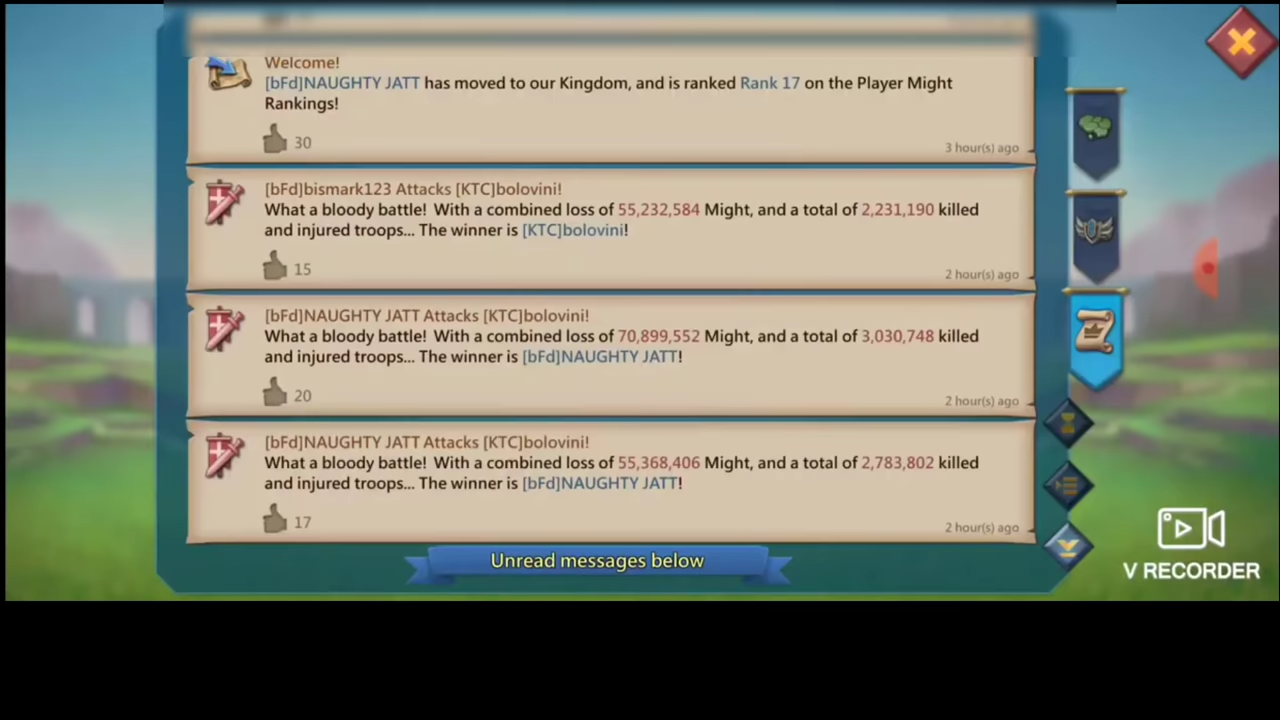 Welcome!
[bFd]NAUGHTY JATT has moved to our Kingdom, and is ranked Rank 17 on the Player Might
Rankings!
30
3 hour(s) ago
[bFd]bismark123 Attacks [KTC]bolovini!
What a bloody battle! With a combined loss of 55,232,584 Might, and a total of 2,231,190 killed
and injured troops... The winner is [KTC]bolovini!
15
2 hour(s) ago
[bFd]NAUGHTY JATT Attacks [KTC]bolovini!
What a bloody battle! With a combined loss of 70,899,552 Might, and a total of 3,030,748 killed
and injured troops... The winner is [bFd]NAUGHTY JATT!
20
2 hour(s) ago
[bFd]NAUGHTY JATT Attacks [KTC]bolovini!
What a bloody battle! With a combined loss of 55,368,406 Might, and a total of 2,783,802 killed
and injured troops... The winner is [bFd]NAUGHTY JATT!
17
2 hour(s) ago
Unread messages below
V RECORDER